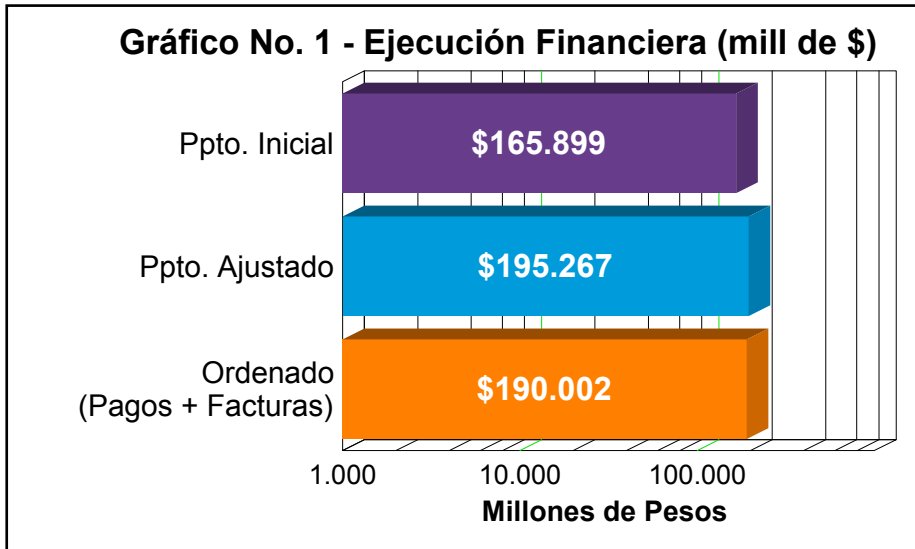 Gráfico No. 1 - Ejecución Financiera (mill de $)
Ppto. Inicial
$165.899
Ppto. Ajustado
$195.267
Ordenado
(Pagos + Facturas)
$190.002
1.000
10.000
100.000
Millones de Pesos